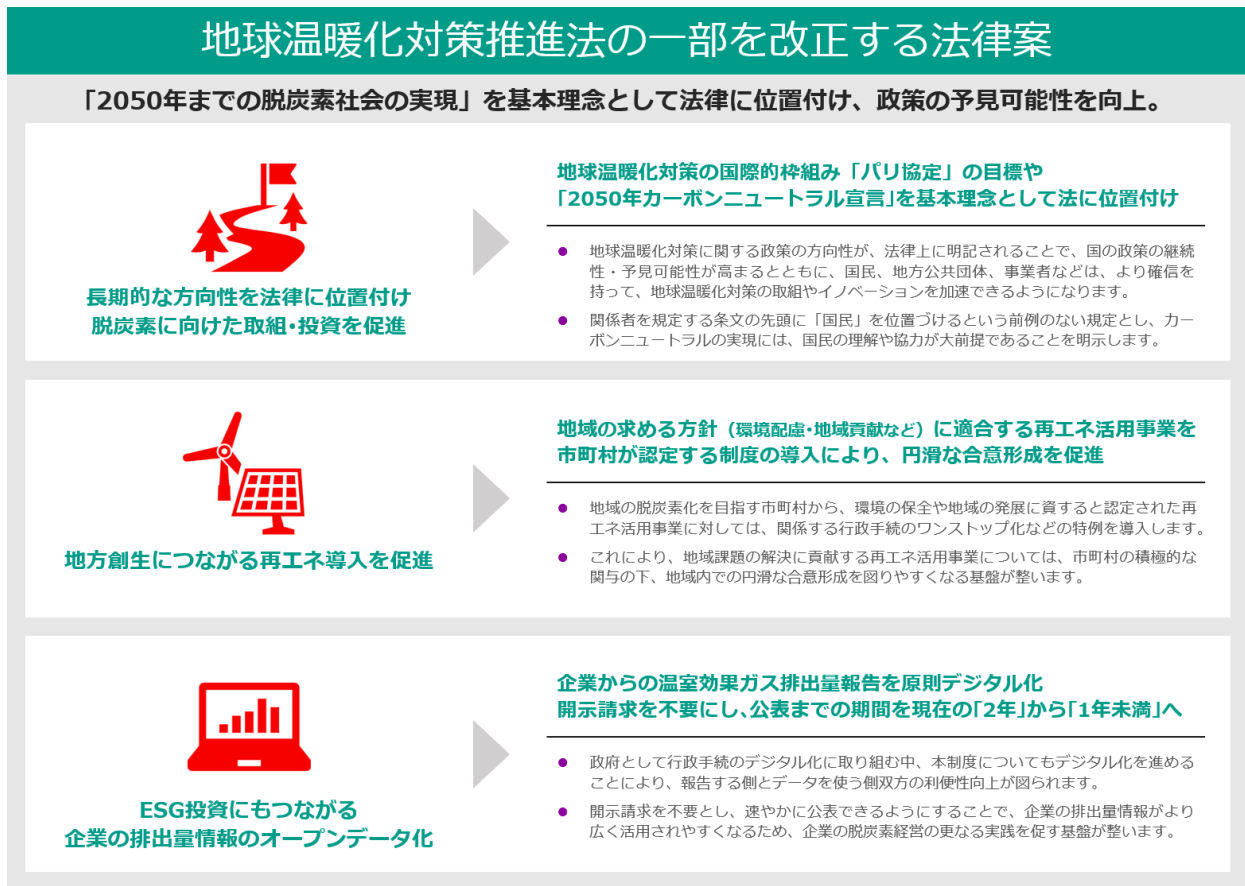 地球温暖化対策推進法の一部を改正する法律案
「2050年までの脱炭素社会の実現」を基本理念として法律に位置付け、政策の予見可能性を向上。
長期的な方向性を法律に位置付け
脱炭素に向けた取組・投資を促進
地球温暖化対策の国際的枠組み「パリ協定」の目標や
「2050年カーボンニュートラル宣言」を基本理念として法に位置付け
● 地球温暖化対策に関する政策の方向性が、法律上に明記されることで、国の政策の継続
性・予見可能性が高まるとともに、国民、地方公共団体、事業者などは、より確信を
持って、地球温暖化対策の取組やイノベーションを加速できるようになります。
● 関係者を規定する条文の先頭に「国民」を位置づけるという前例のない規定とし、カー
ボンニュートラルの実現には、国民の理解や協力が大前提であることを明示します。
地方創生につながる再エネ導入を促進
地域の求める方針（環境配慮・地域貢献など）に適合する再エネ活用事業を
市町村が認定する制度の導入により、円滑な合意形成を促進
● 地域の脱炭素化を目指す市町村から、環境の保全や地域の発展に資すると認定された再
エネ活用事業に対しては、関係する行政手続のワンストップ化などの特例を導入します。
● これにより、地域課題の解決に貢献する再エネ活用事業については、市町村の積極的な
関与の下、地域内での円滑な合意形成を図りやすくなる基盤が整います。
ESG投資にもつながる
企業の排出量情報のオープンデータ化
企業からの温室効果ガス排出量報告を原則デジタル化
開示請求を不要にし、公表までの期間を現在の「2年」から「1年未満」へ
● 政府として行政手続のデジタル化に取り組む中、本制度についてもデジタル化を進める
ことにより、報告する側とデータを使う側双方の利便性向上が図られます。
● 開示請求を不要とし、速やかに公表できるようにすることで、企業の排出量情報がより
広く活用されやすくなるため、企業の脱炭素経営の更なる実践を促す基盤が整います。